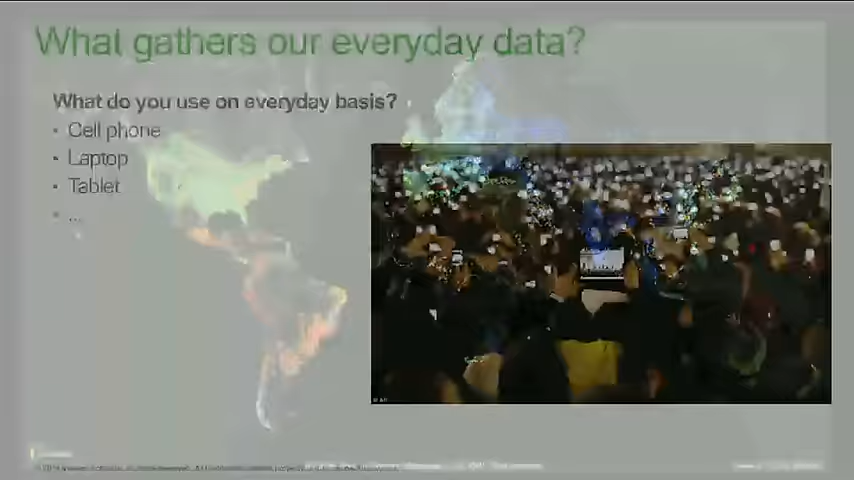 What gathers our everyday data?
What do you use on everyday basis?
• Cell phone
• Laptop
• Tablet
• ...